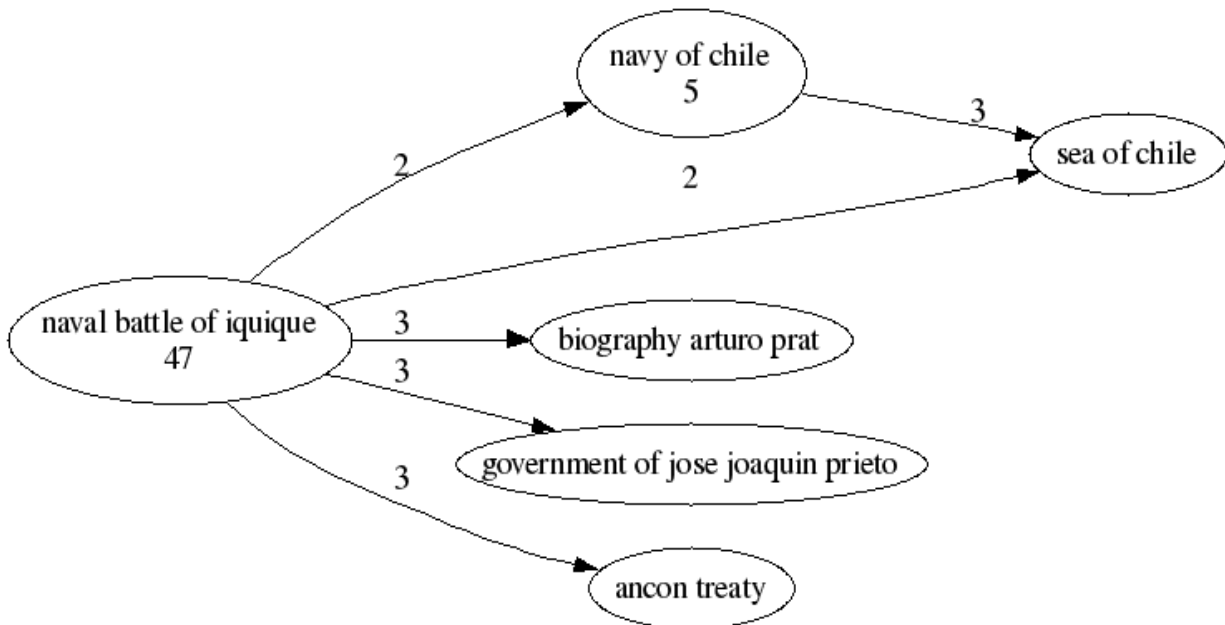 navy of chile
5
3
sea of chile
2
2
naval battle of iquique
47
3
biography arturo prat
3
government of jose joaquin prieto
3
ancon treaty